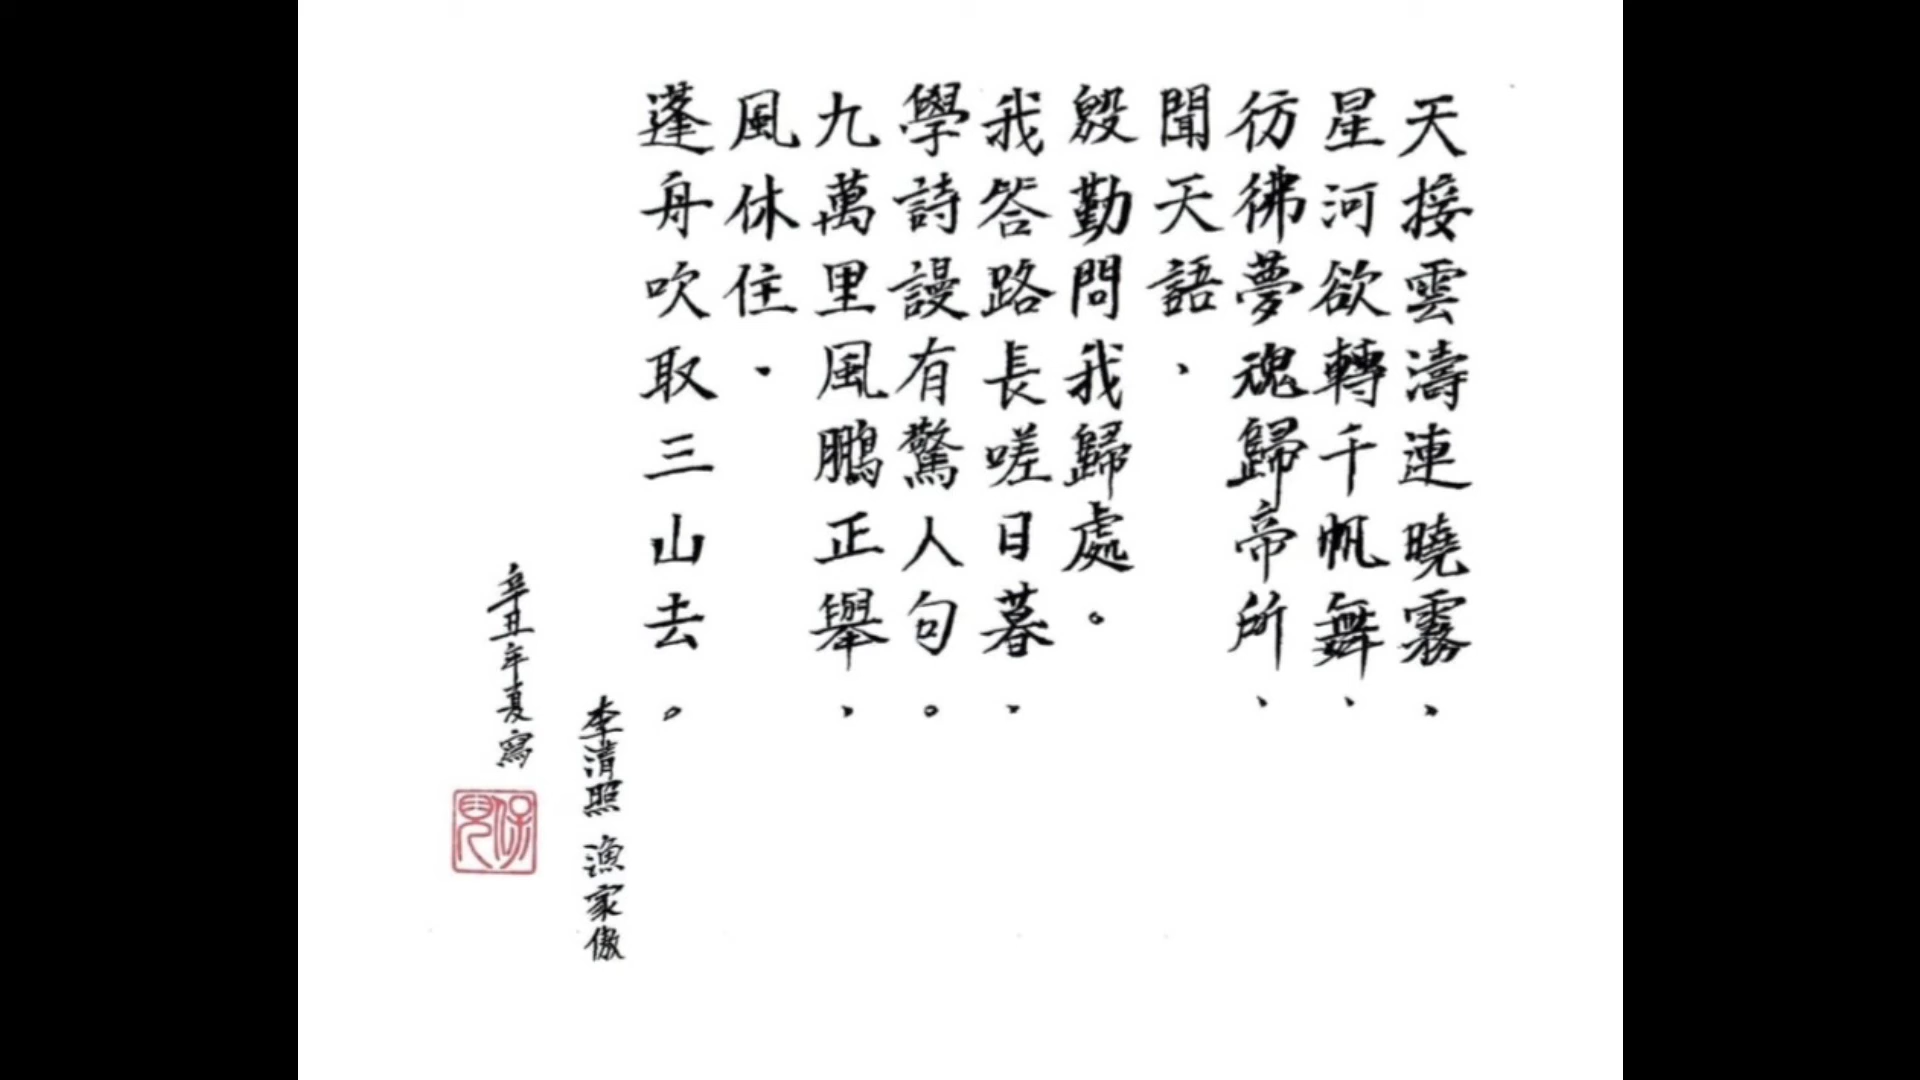 天接雲濤連曉霧、
星河欲轉千帆舞、
彷彿夢魂歸帝所、
聞天語、
殷勤問我歸處。
我答路長嗟日暮、
學詩謾有驚人句。
九萬里風鵬正舉、
風休住、
蓬舟吹取三山去。
李清照 漁家傲
辛丑年夏寫